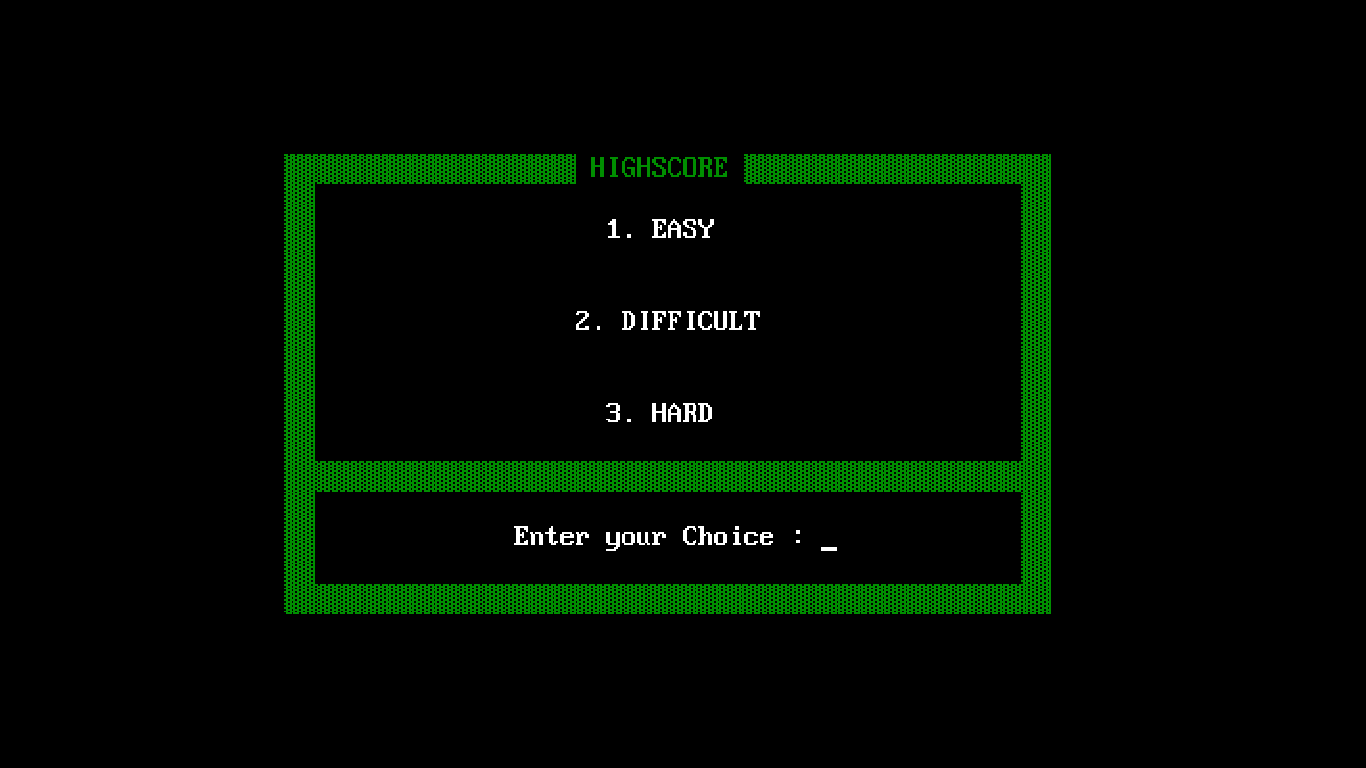 HIGHSCORE
1. EASY
2. DIFFICULT
3. HARD
Enter your Choice : _